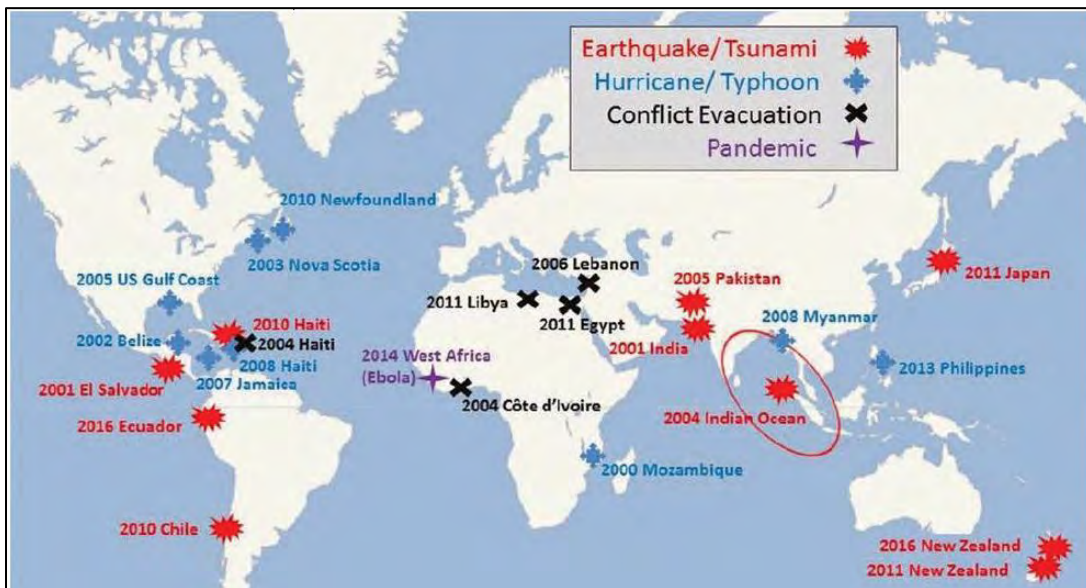 Earthquake/ Tsunami
Hurricane/ Typhoon
Conflict Evacuation
Pandemic
2010 Newfoundland
2003 Nova Scotia
2005 US Gulf Coast
2006 Lebanon
2005 Pakistan
2011 Japan
2011 Libya
2011 Egypt
2008 Myanmar
2002 Belize
2010 Haiti
2004 Haiti
2008 Haiti
2007 Jamaica
2001 El Salvador
2014 West Africa
(Ebola)
2001 India
2013 Philippines
2004 Côte d'Ivoire
2004 Indian Ocean
2016 Ecuador
2000 Mozambique
2010 Chile
2016 New Zealand
2011 New Zealand